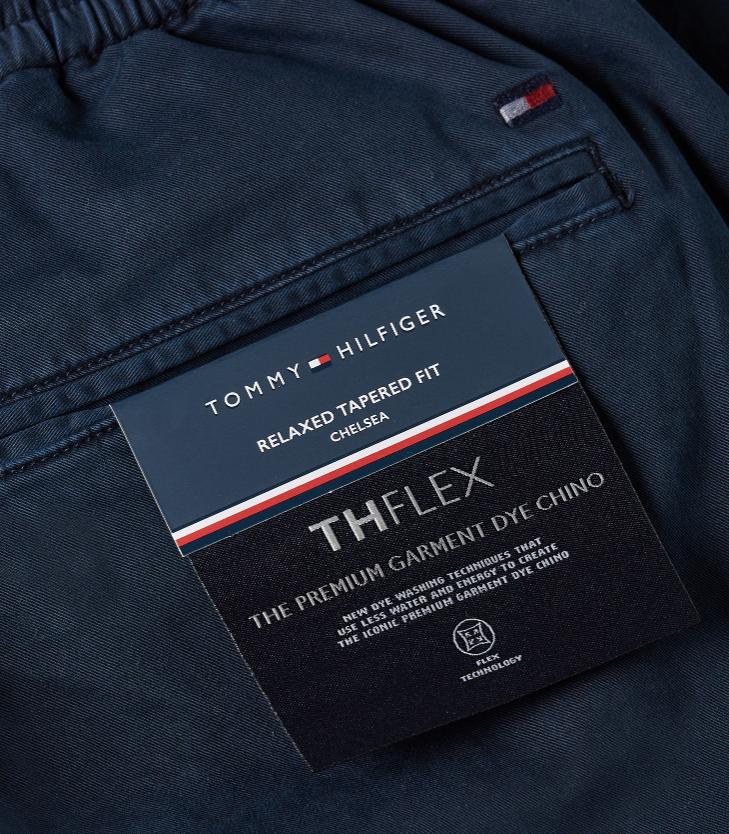 TOMMY HILFIGER
RELAXED TAPERED FIT
CHELSEA
THFLEX
THE PREMIUM GARMENT DYE CHINO
NEW DYE WASHING TECHNIQUES THAT
USE LESS WATER AND ENERGY TO CREATE
THE ICONIC PREMIUM GARMENT DYE CHINO
FLEX
TECHNOLOGY